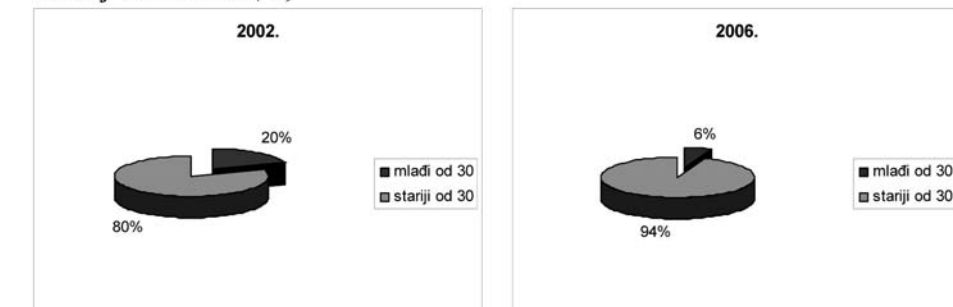 2002.
20%
80%
mlađi od 30
stariji od 30
2006.
6%
94%
mlađi od 30
stariji od 30